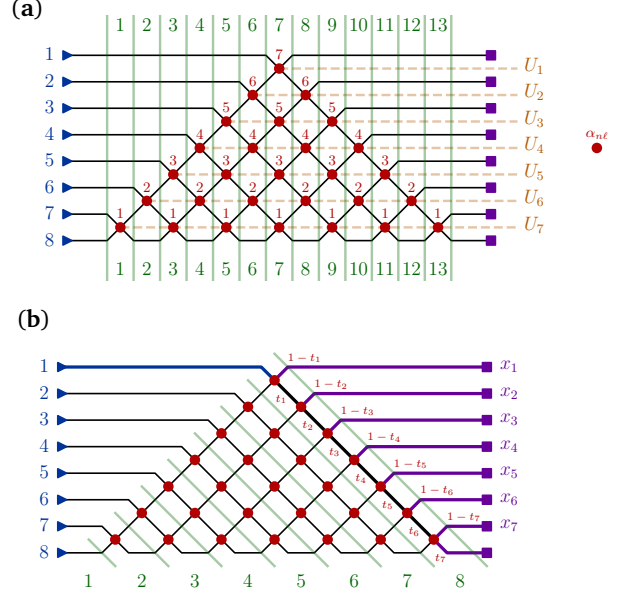 (a)
1 2 3 4 5 6 7 8 9 10 11 12 13
1 7 U₁
2 6 6 U₂
3 5 5 5 U₃
4 4 4 4 4 U₄ α_{nℓ}
5 3 3 3 3 3 U₅
6 2 2 2 2 2 2 U₆
7 1 1 1 1 1 1 1 U₇
8
1 2 3 4 5 6 7 8 9 10 11 12 13
(b)
1 1 − t₁ x₁
2 t₁ 1 − t₂ x₂
3 t₂ 1 − t₃ x₃
4 t₃ 1 − t₄ x₄
5 t₄ 1 − t₅ x₅
6 t₅ 1 − t₆ x₆
7 t₆ 1 − t₇ x₇
8 t₇
1 2 3 4 5 6 7 8